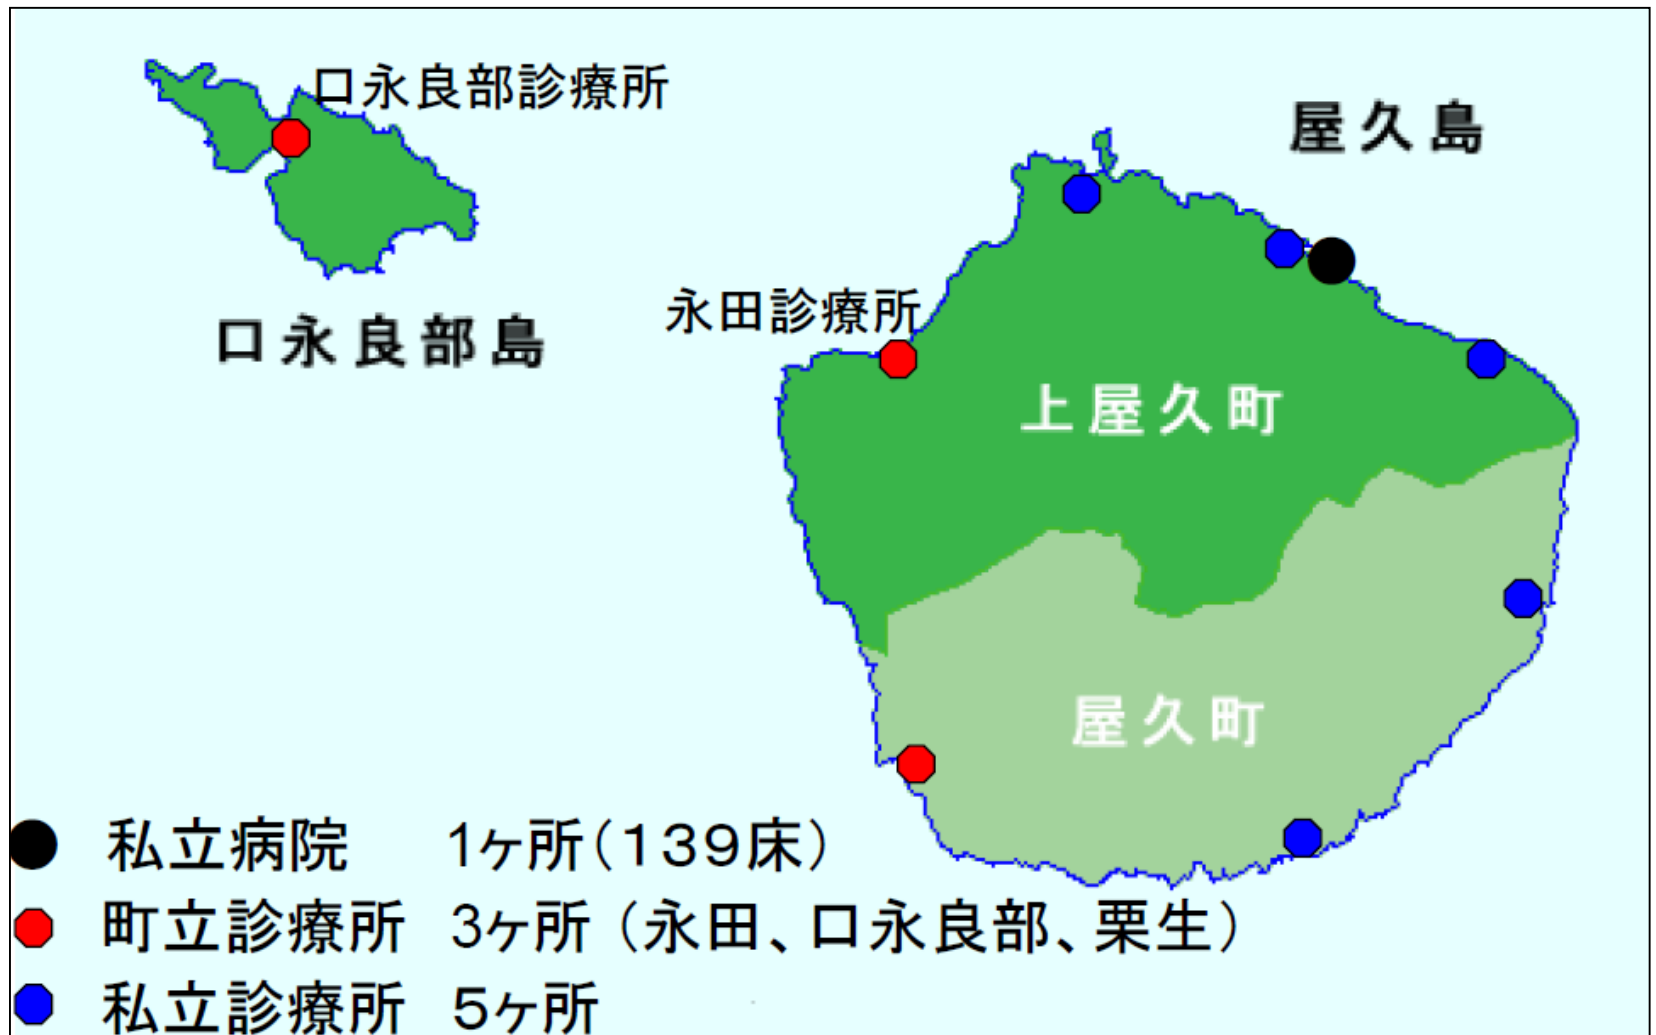 口永良部診療所
屋久島
永田診療所
口永良部島
上屋久町
屋久町
私立病院 1ヶ所(139床)
町立診療所 3ヶ所(永田、口永良部、栗生)
私立診療所 5ヶ所